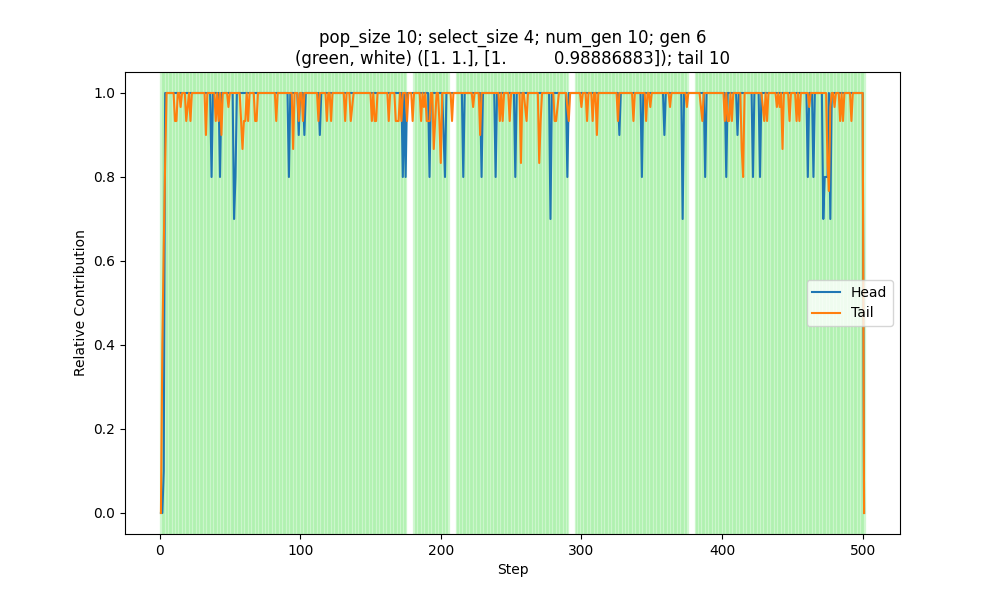 pop_size 10; select_size 4; num_gen 10; gen 6
(green, white) ([1. 1.], [1.         0.98886883]); tail 10
1.0
0.8
0.6
0.4
0.2
0.0
Relative Contribution
Head
Tail
0
100
200
300
400
500
Step